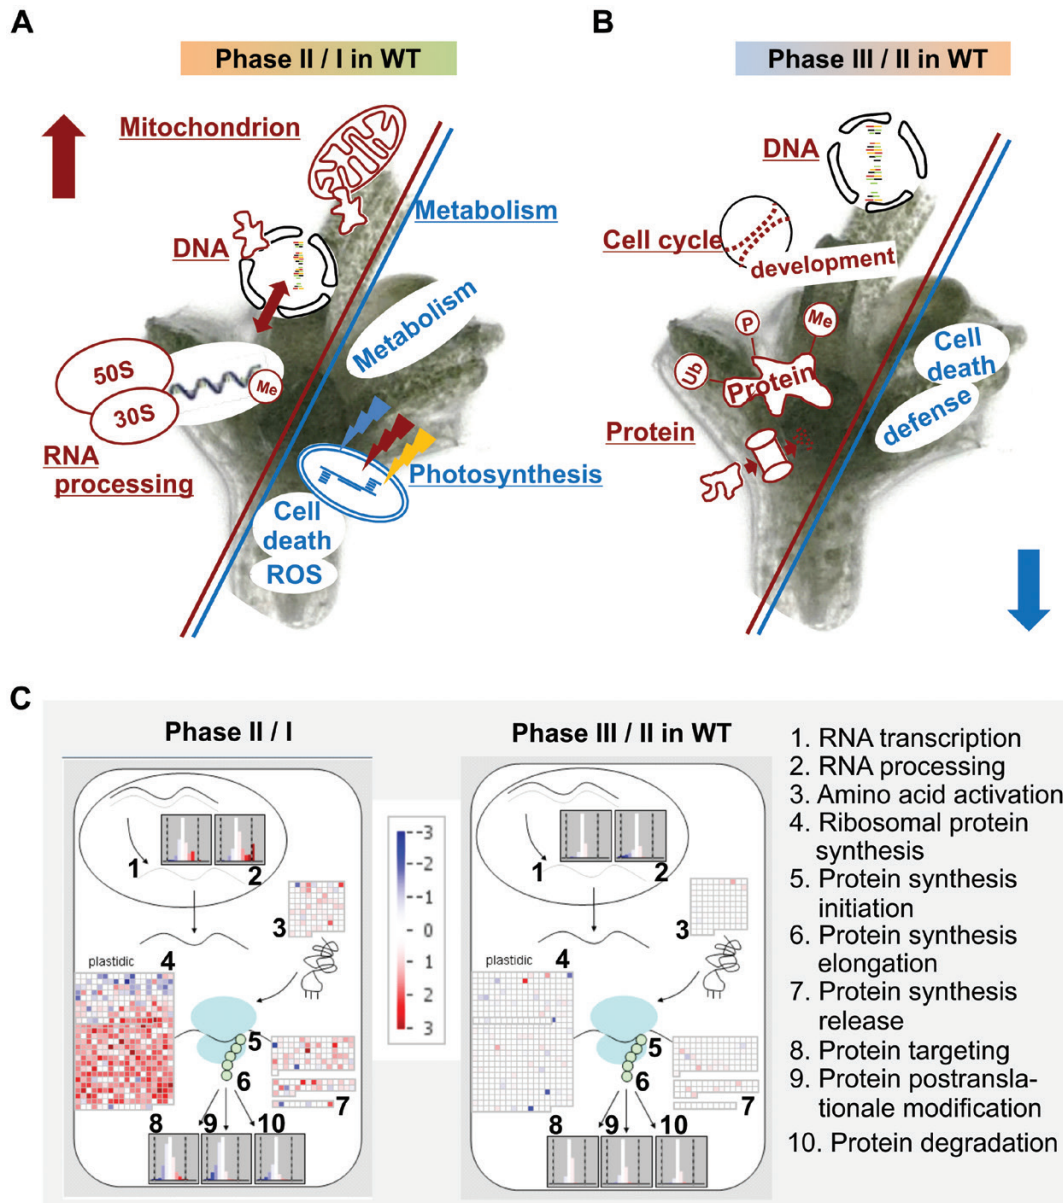 A
Phase II / I in WT
Mitochondrion
Metabolism
DNA
Metabolism
50S
30S
Me
RNA
processing
Photosynthesis
Cell
death
ROS
B
Phase III / II in WT
DNA
Cell cycle
development
P
Me
Ub
Protein
Cell
death
defense
Protein
C
Phase II / I
1
2
3
plastidic
4
5
6
7
8
9
10
--3
--2
--1
-0
1
2
3
Phase III / II in WT
1
2
3
plastidic
4
5
6
7
8
9
10
1. RNA transcription
2. RNA processing
3. Amino acid activation
4. Ribosomal protein
synthesis
5. Protein synthesis
initiation
6. Protein synthesis
elongation
7. Protein synthesis
release
8. Protein targeting
9. Protein postransla-
tionale modification
10. Protein degradation